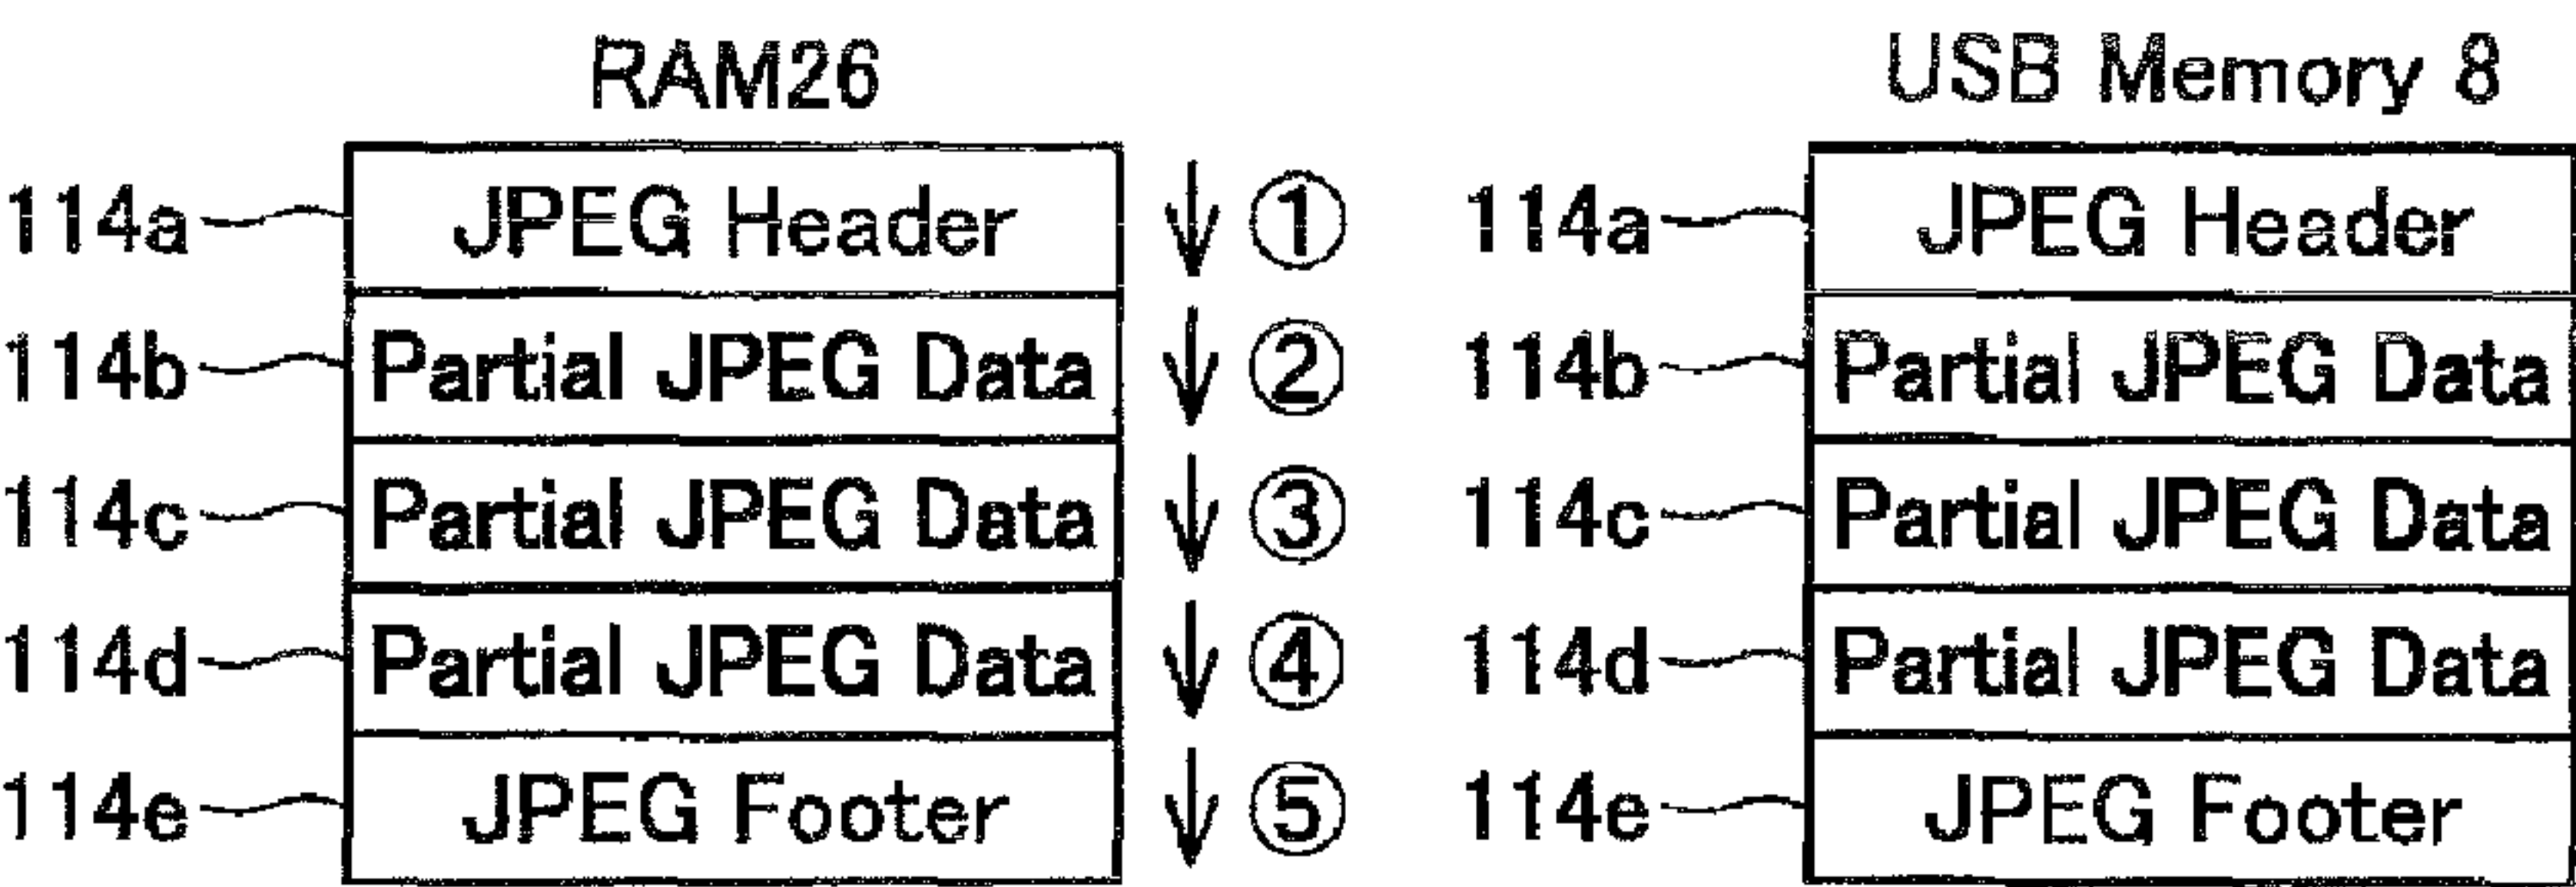 RAM26 USB Memory 8
114a JPEG Header ① 114a JPEG Header
114b Partial JPEG Data ② 114b Partial JPEG Data
114c Partial JPEG Data ③ 114c Partial JPEG Data
114d Partial JPEG Data ④ 114d Partial JPEG Data
114e JPEG Footer ⑤ 114e JPEG Footer